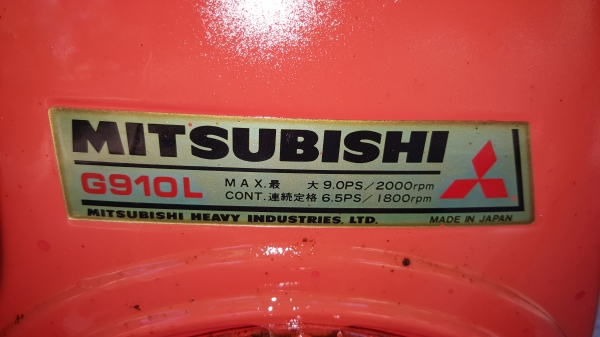 MITSUBISHI
G910L
MAX.最 大 9.0PS/2000rpm
CONT.連続定格 6.5PS/1800rpm
MITSUBISHI HEAVY INDUSTRIES, LTD. MADE IN JAPAN